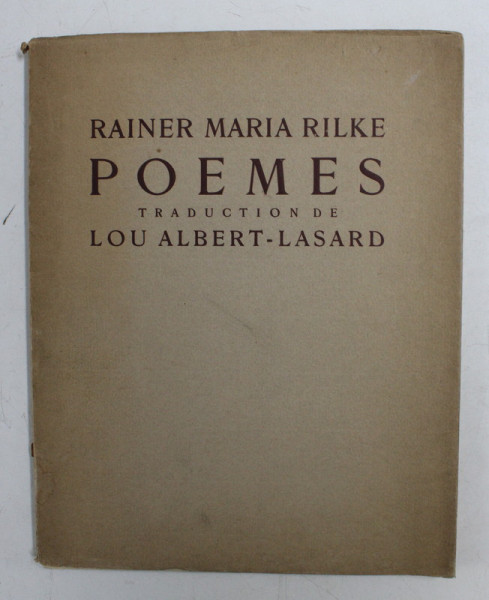 RAINER MARIA RILKE
POEMES
TRADUCTION DE
LOU ALBERT-LASARD